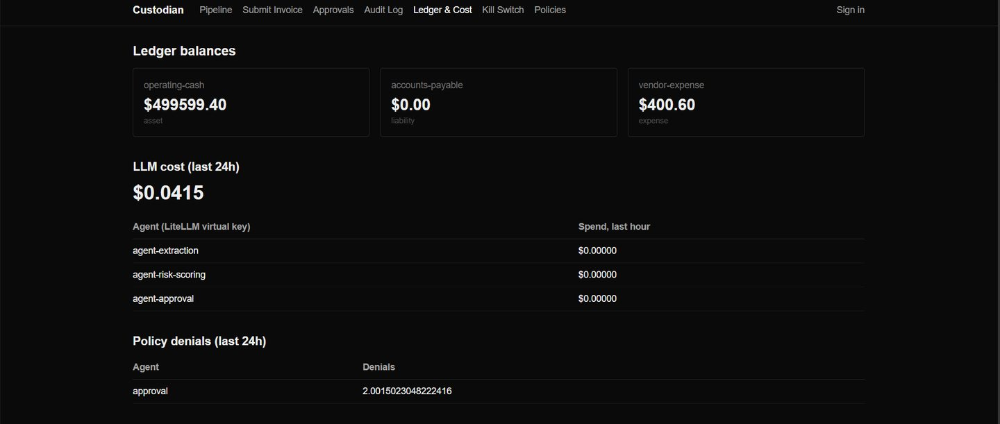 Custodian Pipeline Submit Invoice Approvals Audit Log Ledger & Cost Kill Switch Policies Sign in
Ledger balances
operating-cash accounts-payable vendor-expense
$499599.40 $0.00 $400.60
asset liability expense
LLM cost (last 24h)
$0.0415
Agent (LiteLLM virtual key) Spend, last hour
agent-extraction $0.00000
agent-risk-scoring $0.00000
agent-approval $0.00000
Policy denials (last 24h)
Agent Denials
approval 2.0015023048222416